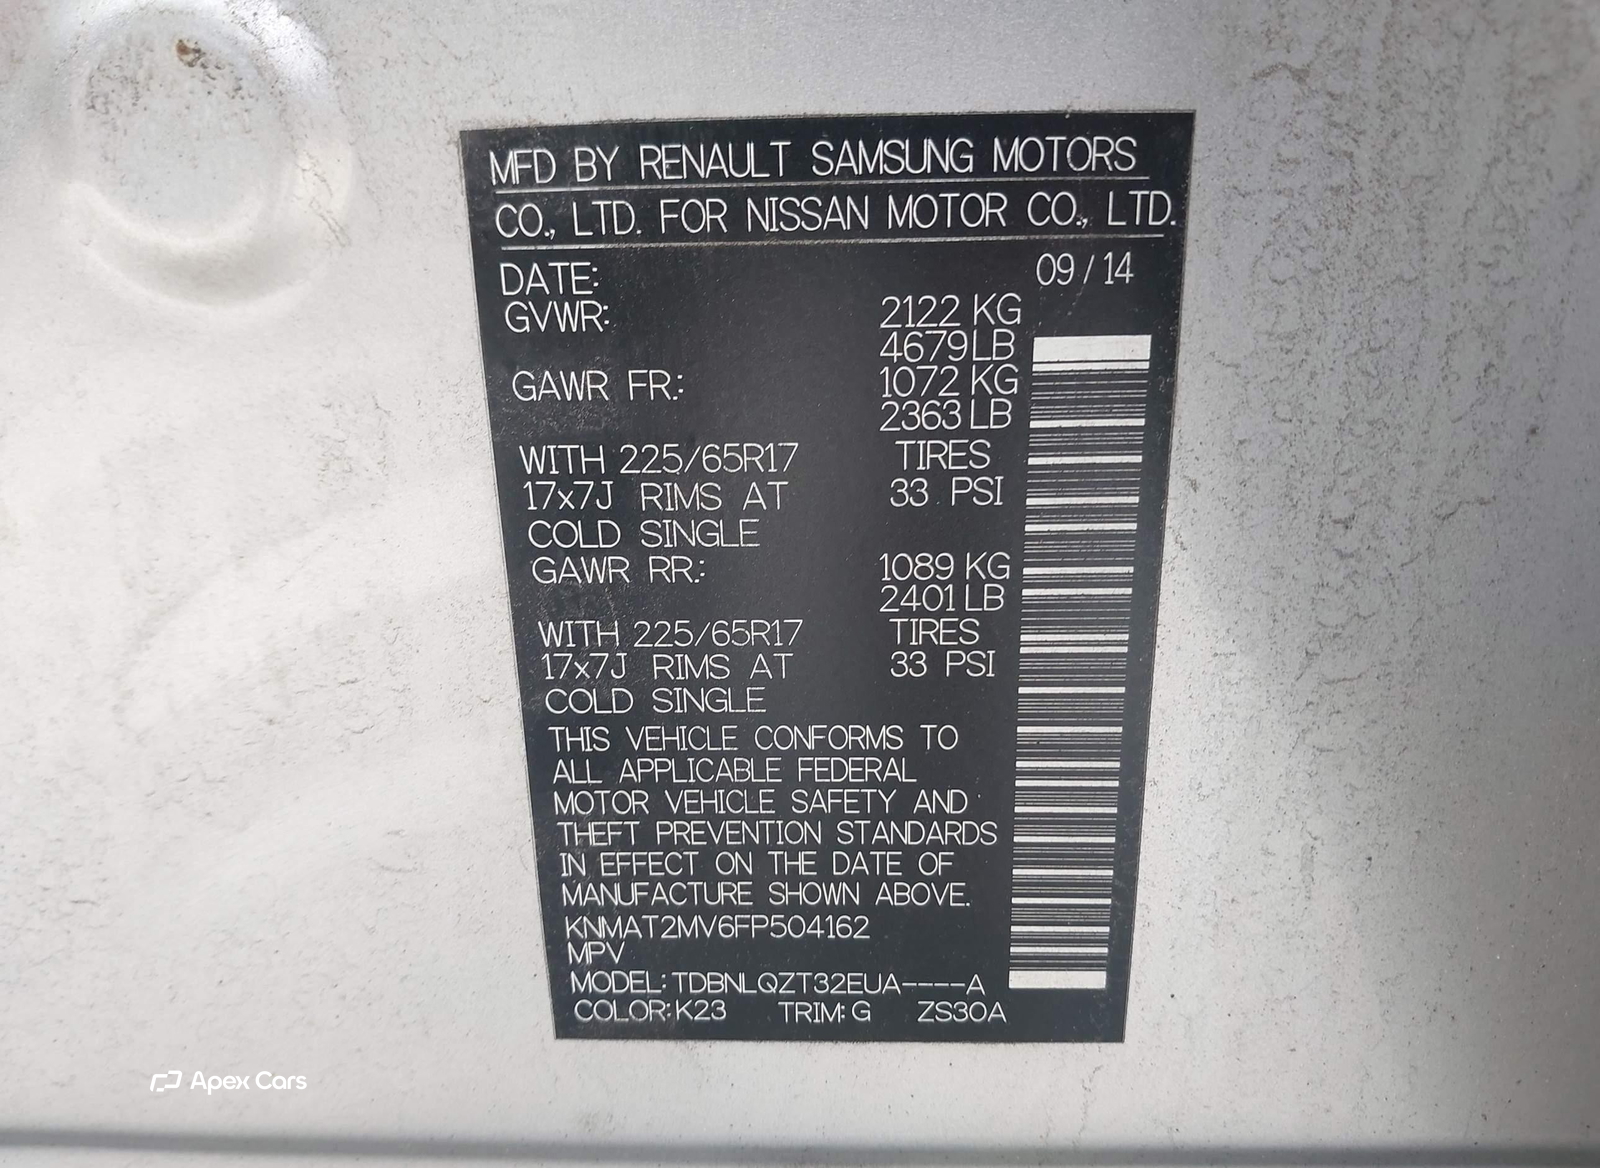 MFD BY RENAULT SAMSUNG MOTORS
CO., LTD. FOR NISSAN MOTOR CO., LTD.
DATE: 09 / 14
GVWR: 2122 KG
4679 LB
GAWR FR.: 1072 KG
2363 LB
WITH 225/65R17 TIRES
17x7J RIMS AT 33 PSI
COLD SINGLE
GAWR RR.: 1089 KG
2401 LB
WITH 225/65R17 TIRES
17x7J RIMS AT 33 PSI
COLD SINGLE
THIS VEHICLE CONFORMS TO
ALL APPLICABLE FEDERAL
MOTOR VEHICLE SAFETY AND
THEFT PREVENTION STANDARDS
IN EFFECT ON THE DATE OF
MANUFACTURE SHOWN ABOVE.
KNMAT2MV6FP504162
MPV
MODEL: TDBNLQZT32EUA----A
COLOR: K23 TRIM: G ZS30A
Apex Cars